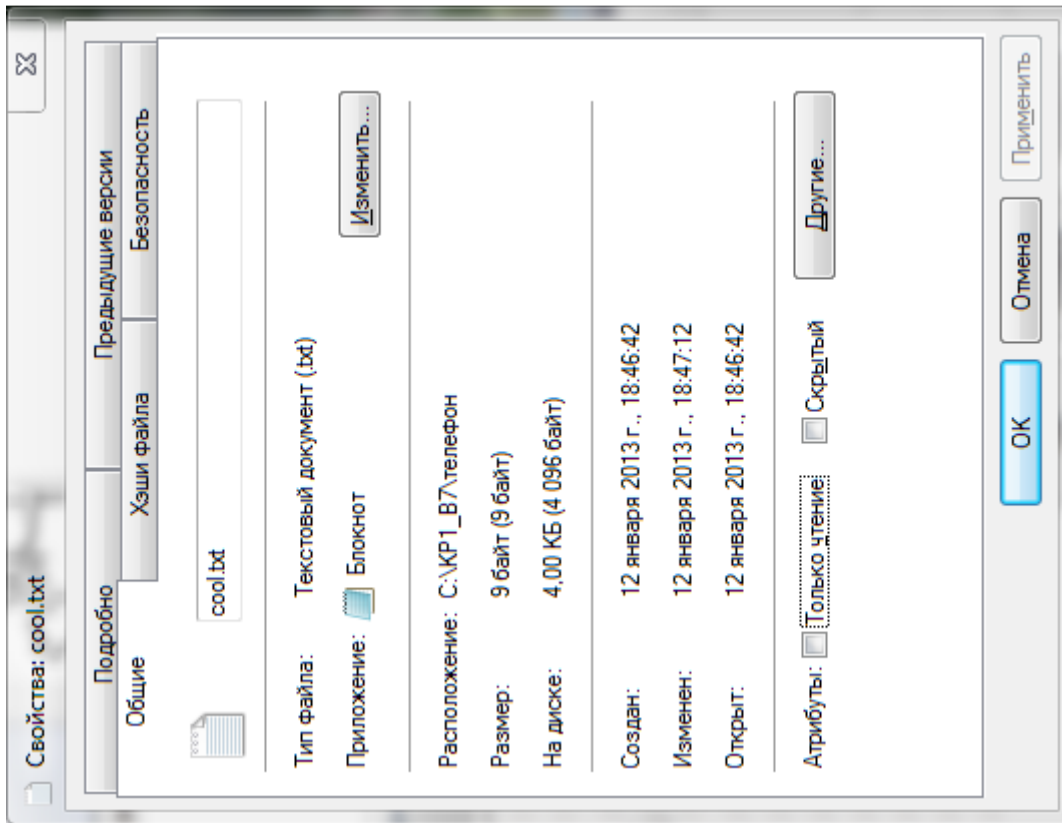 Свойства: cool.txt
Подробно Предыдущие версии
Общие Хэши файла Безопасность
cool.txt
Тип файла: Текстовый документ (.txt)
Приложение: Блокнот Изменить...
Расположение: C:\KP1_B7\телефон
Размер: 9 байт (9 байт)
На диске: 4,00 КБ (4 096 байт)
Создан: 12 января 2013 г., 18:46:42
Изменен: 12 января 2013 г., 18:47:12
Открыт: 12 января 2013 г., 18:46:42
Атрибуты: Только чтение Скрытый Другие...
ОК Отмена Применить